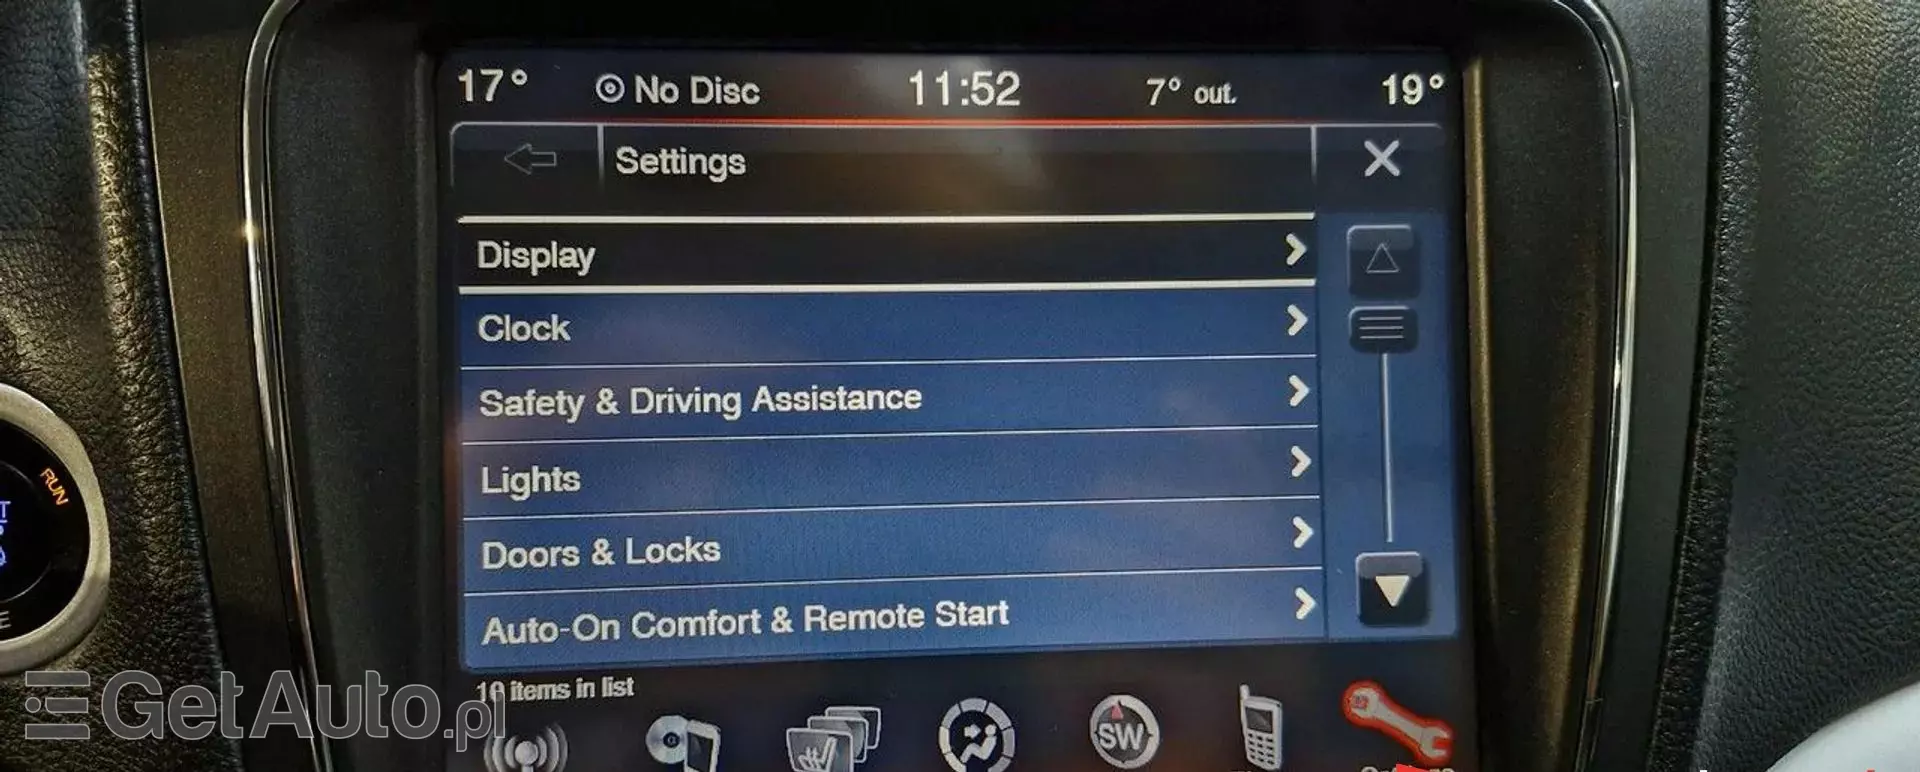 17° No Disc 11:52 7° out. 19°
Settings
Display
Clock
Safety & Driving Assistance
Lights
Doors & Locks
Auto-On Comfort & Remote Start
items in list
SW
RUN
GetAuto.pl